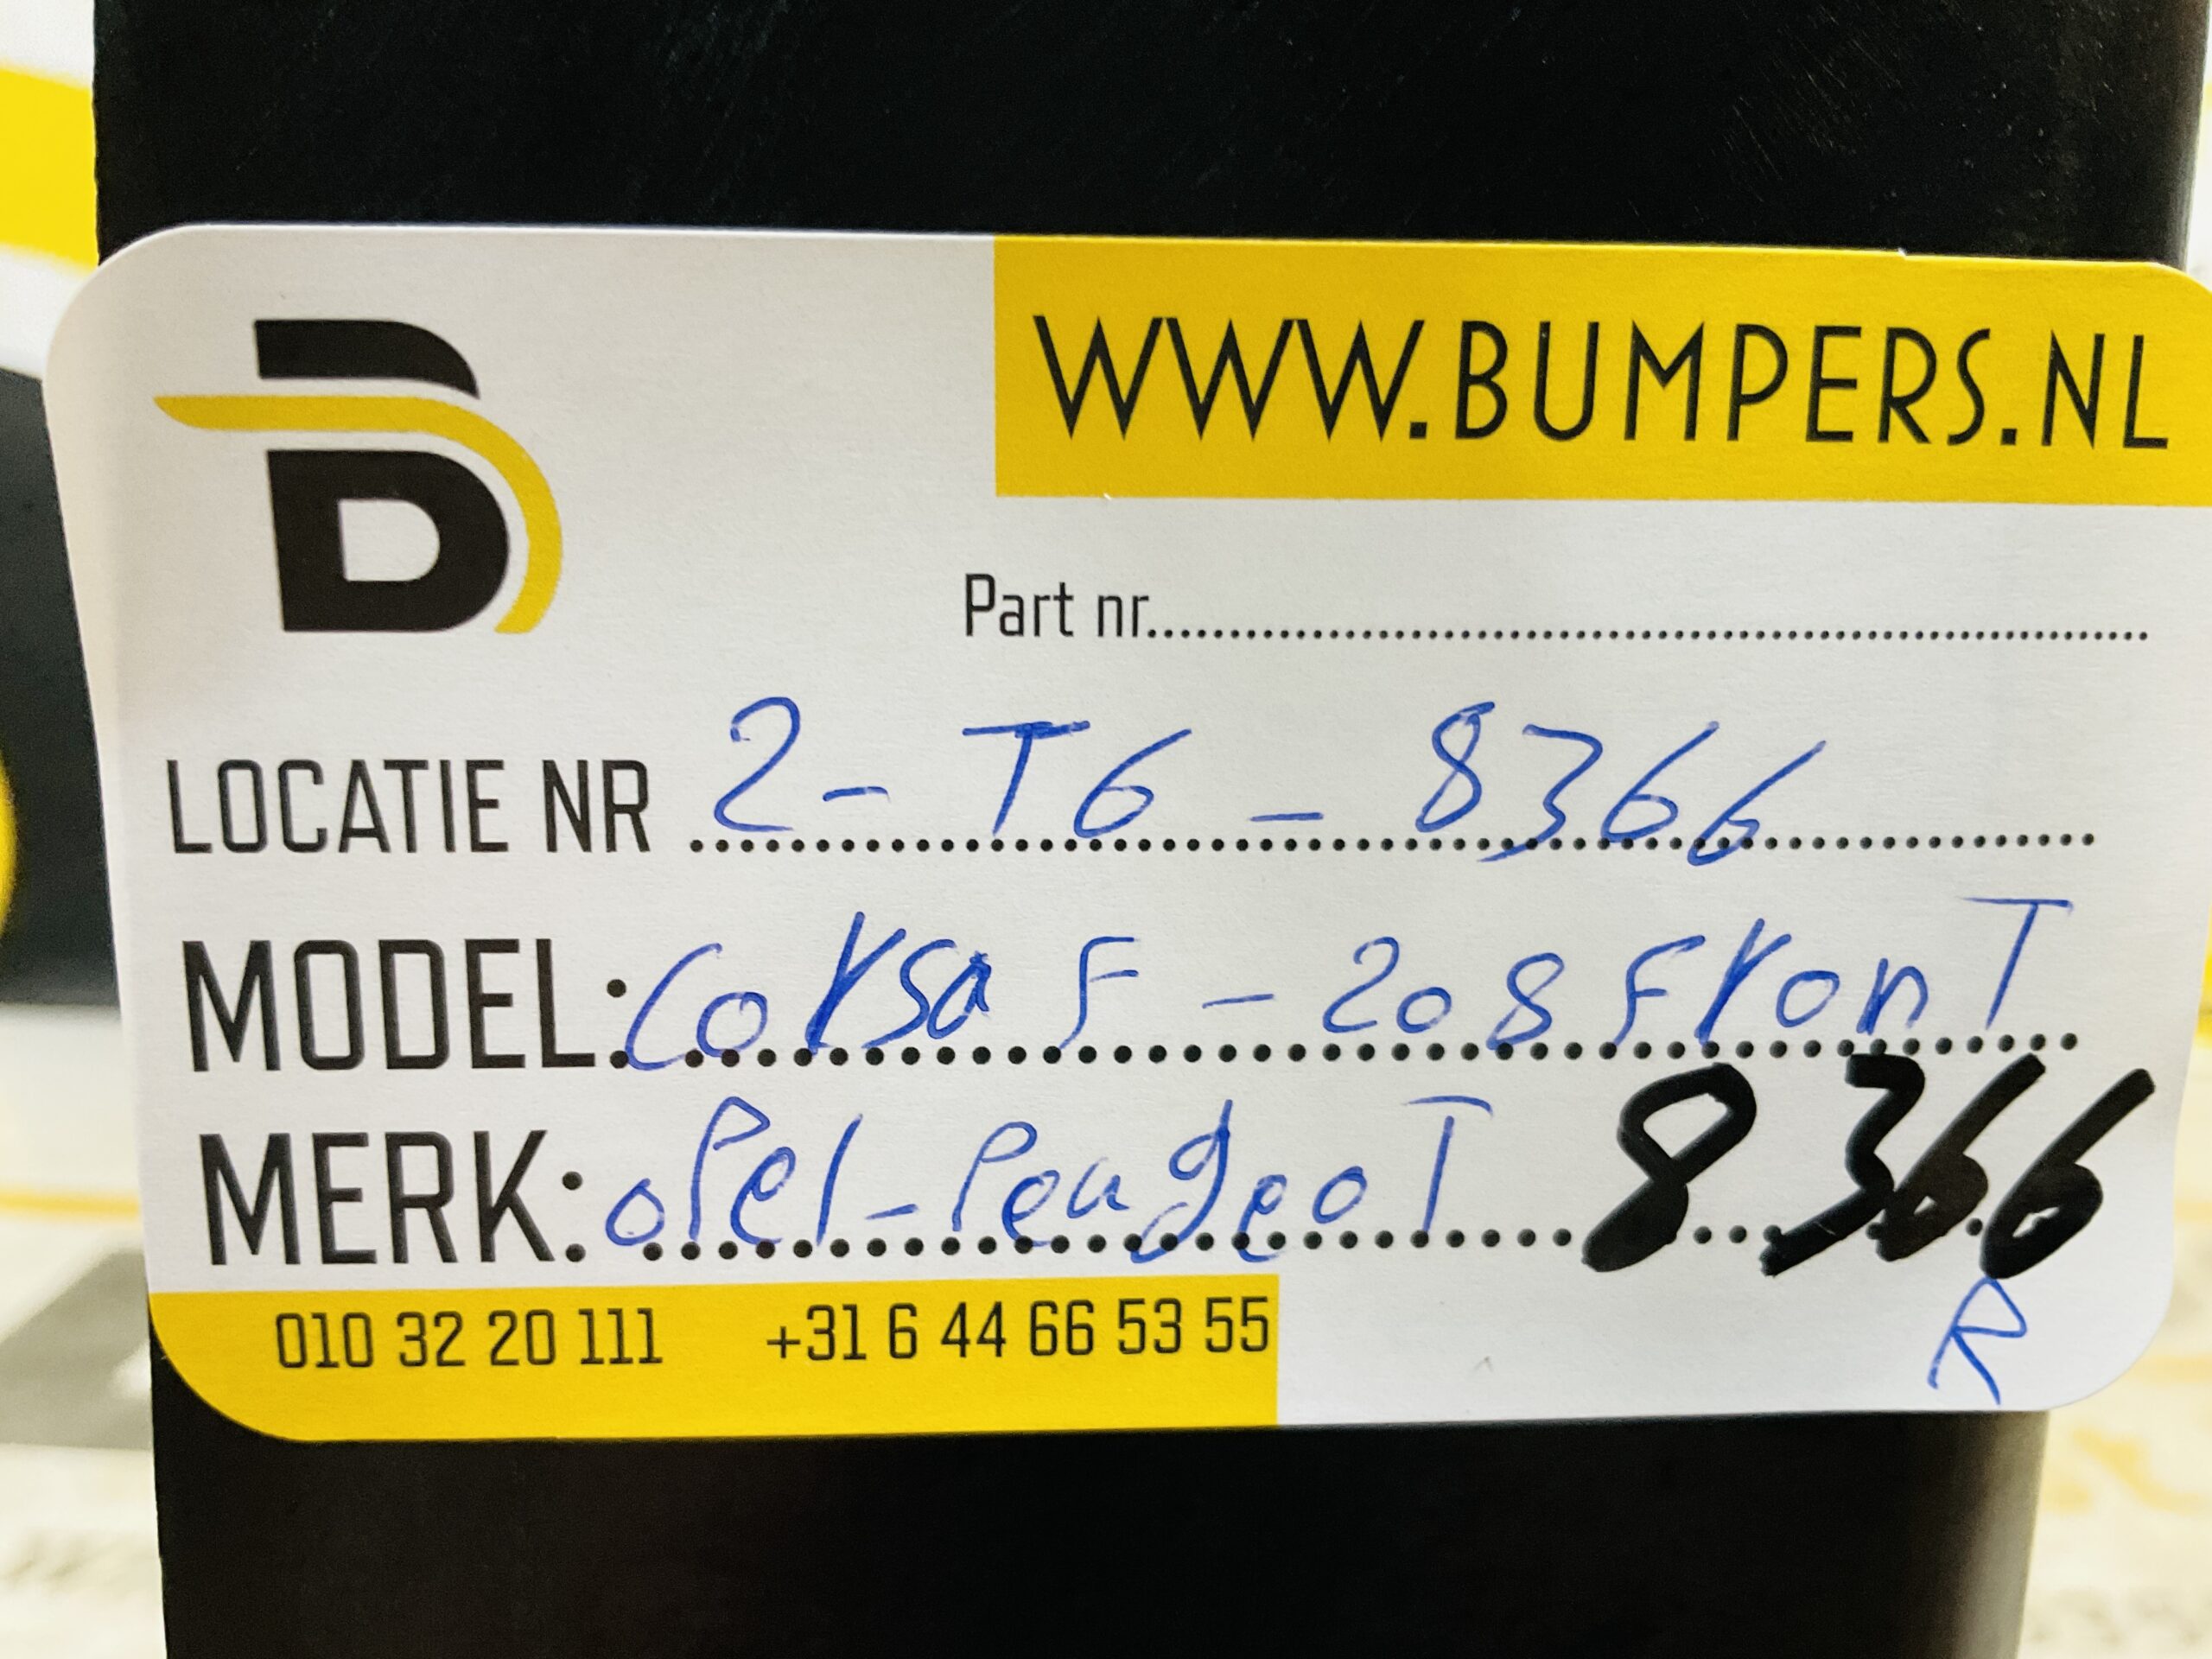 B
WWW.BUMPERS.NL
Part nr..........
LOCATIE NR 2-T6-8366
MODEL: Corsa F - 208 FronT
MERK: oPel-PeugeoT 8366
R
010 32 20 111 +31 6 44 66 53 55